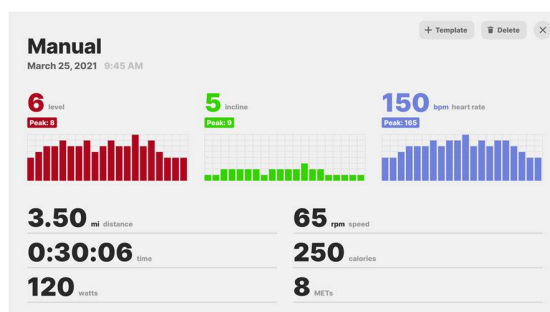 + Template Delete X
Manual
March 25, 2021 9:45 AM
6 level
Peak: 8
5 incline
Peak: 9
150 bpm heart rate
Peak: 165
3.50 mi distance
65 rpm speed
0:30:06 time
250 calories
120 watts
8 METs